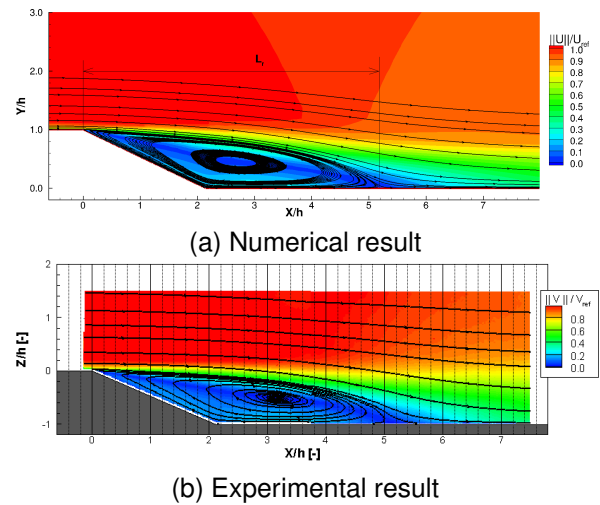 3.0
2.0
1.0
0.0
Y/h
L_r
0 1 2 3 4 5 6 7
X/h
||U||/U_ref
1.0
0.9
0.8
0.7
0.6
0.5
0.4
0.3
0.2
0.1
0.0
(a) Numerical result
2
1
0
-1
Z/h [-]
0 1 2 3 4 5 6 7
X/h [-]
|| V || / V_ref
0.8
0.6
0.4
0.2
0.0
(b) Experimental result